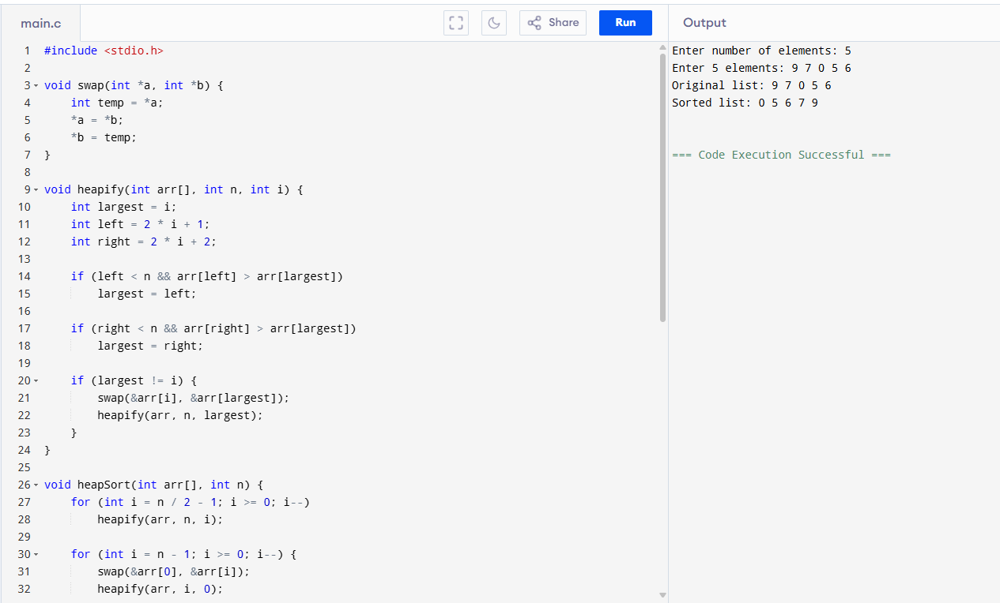 main.c
Share
Run
Output
1 #include <stdio.h>
2
3 void swap(int *a, int *b) {
4     int temp = *a;
5     *a = *b;
6     *b = temp;
7 }
8
9 void heapify(int arr[], int n, int i) {
10     int largest = i;
11     int left = 2 * i + 1;
12     int right = 2 * i + 2;
13
14     if (left < n && arr[left] > arr[largest])
15         largest = left;
16
17     if (right < n && arr[right] > arr[largest])
18         largest = right;
19
20     if (largest != i) {
21         swap(&arr[i], &arr[largest]);
22         heapify(arr, n, largest);
23     }
24 }
25
26 void heapSort(int arr[], int n) {
27     for (int i = n / 2 - 1; i >= 0; i--)
28         heapify(arr, n, i);
29
30     for (int i = n - 1; i >= 0; i--) {
31         swap(&arr[0], &arr[i]);
32         heapify(arr, i, 0);
Enter number of elements: 5
Enter 5 elements: 9 7 0 5 6
Original list: 9 7 0 5 6
Sorted list: 0 5 6 7 9
=== Code Execution Successful ===